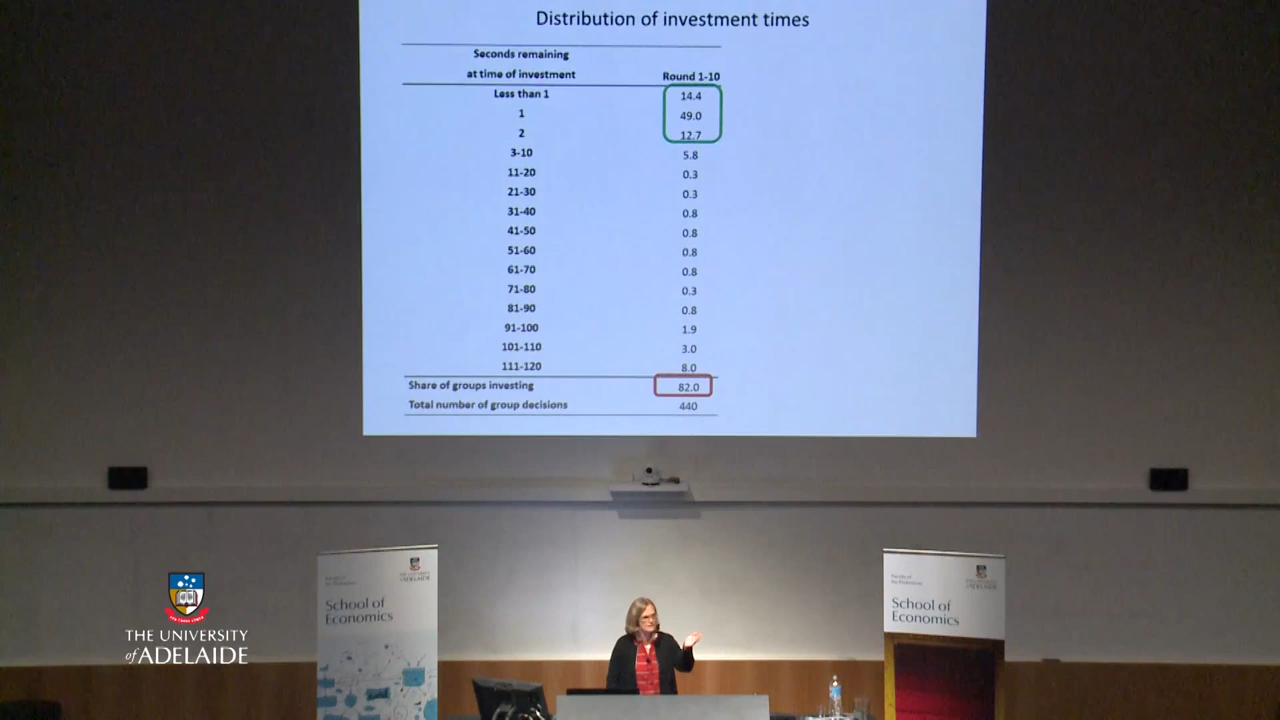 Distribution of investment times
Seconds remaining
at time of investment
Round 1-10
Less than 1 14.4
1 49.0
2 12.7
3-10 5.8
11-20 0.3
21-30 0.3
31-40 0.8
41-50 0.8
51-60 0.8
61-70 0.8
71-80 0.3
81-90 0.8
91-100 1.9
101-110 3.0
111-120 8.0
Share of groups investing 82.0
Total number of group decisions 440
THE UNIVERSITY
of ADELAIDE
School of
Economics
THE UNIVERSITY
of ADELAIDE
School of
Economics